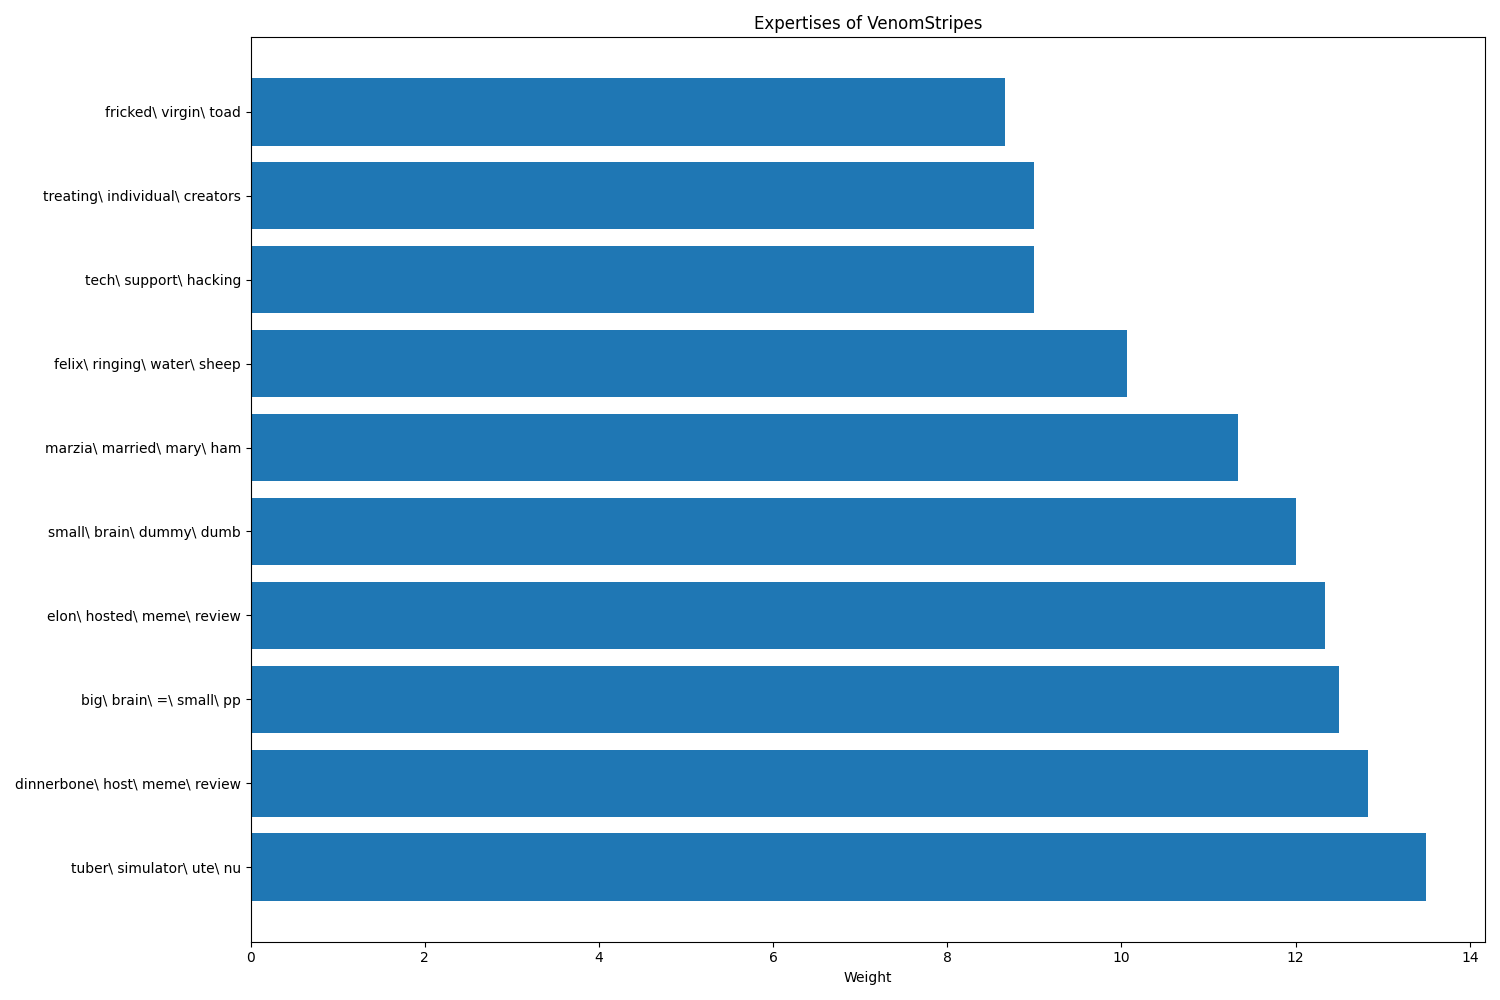 Expertises of VenomStripes
fricked\ virgin\ toad
treating\ individual\ creators
tech\ support\ hacking
felix\ ringing\ water\ sheep
marzia\ married\ mary\ ham
small\ brain\ dummy\ dumb
elon\ hosted\ meme\ review
big\ brain\ =\ small\ pp
dinnerbone\ host\ meme\ review
tuber\ simulator\ ute\ nu
0 2 4 6 8 10 12 14
Weight